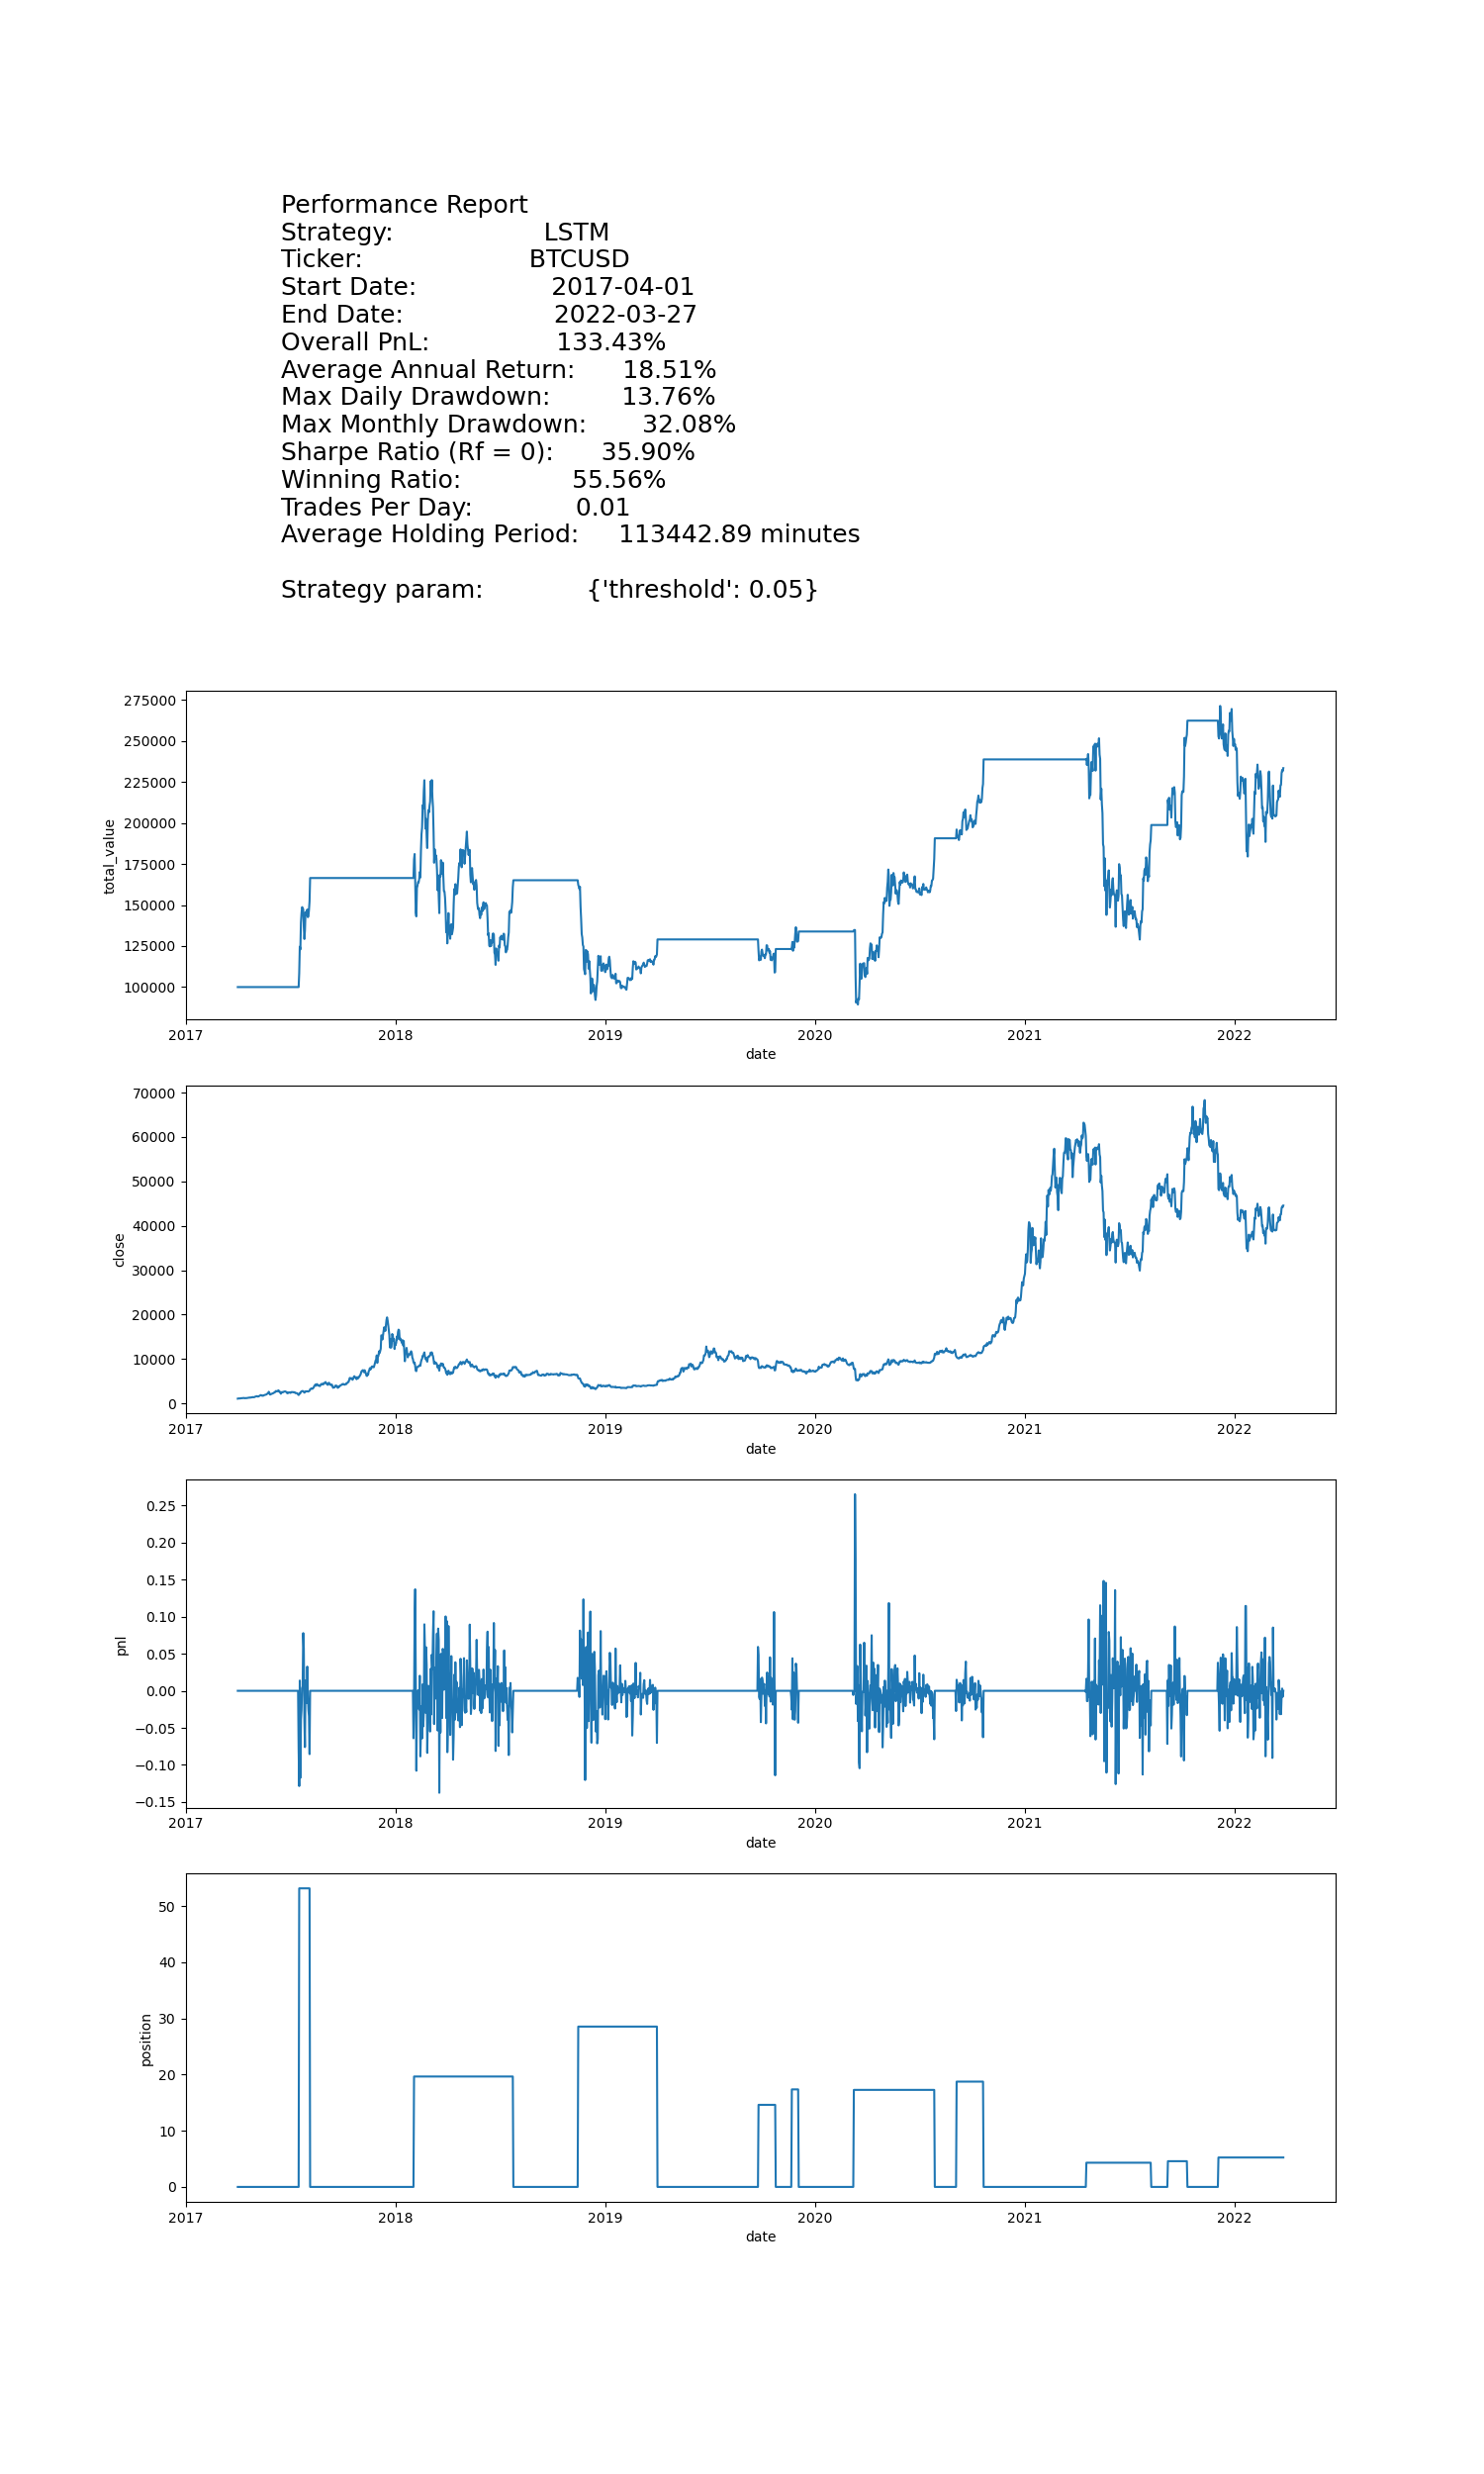 Performance Report
Strategy: LSTM
Ticker: BTCUSD
Start Date: 2017-04-01
End Date: 2022-03-27
Overall PnL: 133.43%
Average Annual Return: 18.51%
Max Daily Drawdown: 13.76%
Max Monthly Drawdown: 32.08%
Sharpe Ratio (Rf = 0): 35.90%
Winning Ratio: 55.56%
Trades Per Day: 0.01
Average Holding Period: 113442.89 minutes
Strategy param: {'threshold': 0.05}
275000
250000
225000
200000
175000
150000
125000
100000
total_value
2017 2018 2019 2020 2021 2022
date
70000
60000
50000
40000
30000
20000
10000
0
close
2017 2018 2019 2020 2021 2022
date
0.25
0.20
0.15
0.10
0.05
0.00
−0.05
−0.10
−0.15
pnl
2017 2018 2019 2020 2021 2022
date
50
40
30
20
10
0
position
2017 2018 2019 2020 2021 2022
date